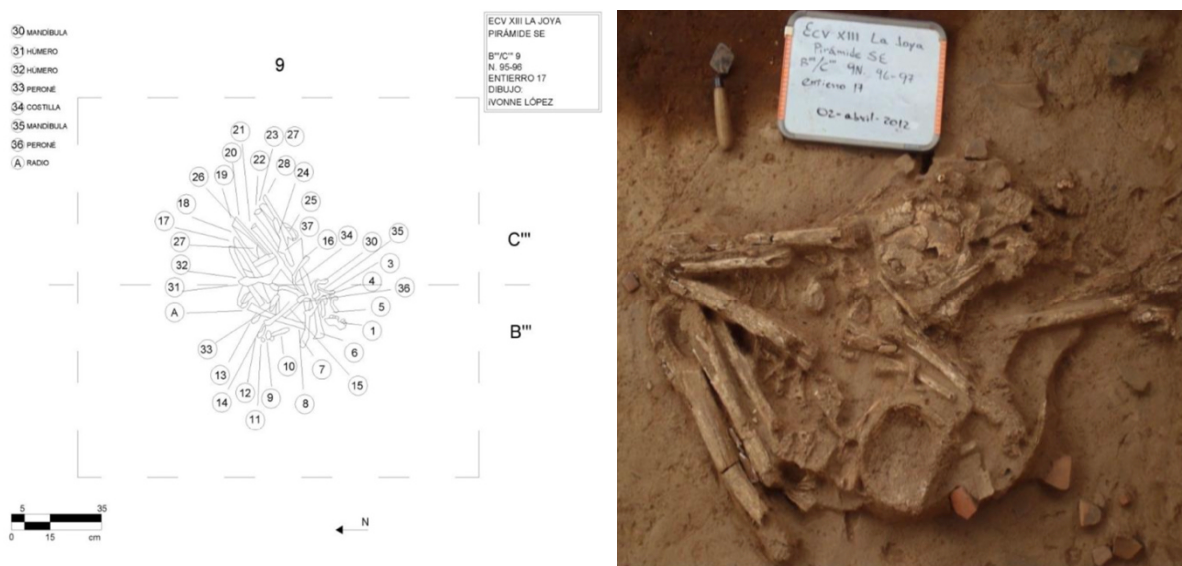 30 MANDÍBULA
31 HÚMERO
32 HÚMERO
33 PERONÉ
34 COSTILLA
35 MANDÍBULA
36 PERONÉ
A RADIO
ECV XIII LA JOYA
PIRÁMIDE SE
B'''/C''' 9
N. 95-96
ENTIERRO 17
DIBUJO:
IVONNE LÓPEZ
9
21
23
27
20
22
28
26
19
24
18
25
17
37
27
16
34
30
35
32
3
C'''
31
4
36
A
5
1
B'''
33
6
13
10
7
12
9
15
14
8
11
5
35
0
15
cm
N
ECV XIII La Joya
Pirámide SE
B'''/C''' 9N. 96-97
entierro 17
02-abril-2012